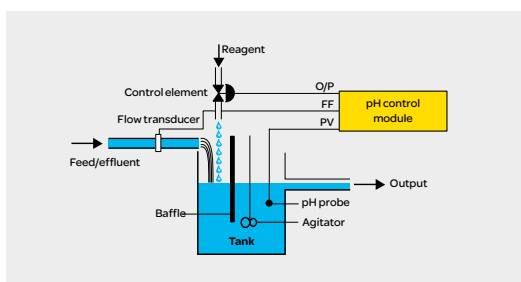 Reagent
Control element
O/P
FF
PV
pH control
module
Flow transducer
Feed/effluent
Output
pH probe
Baffle
Agitator
Tank